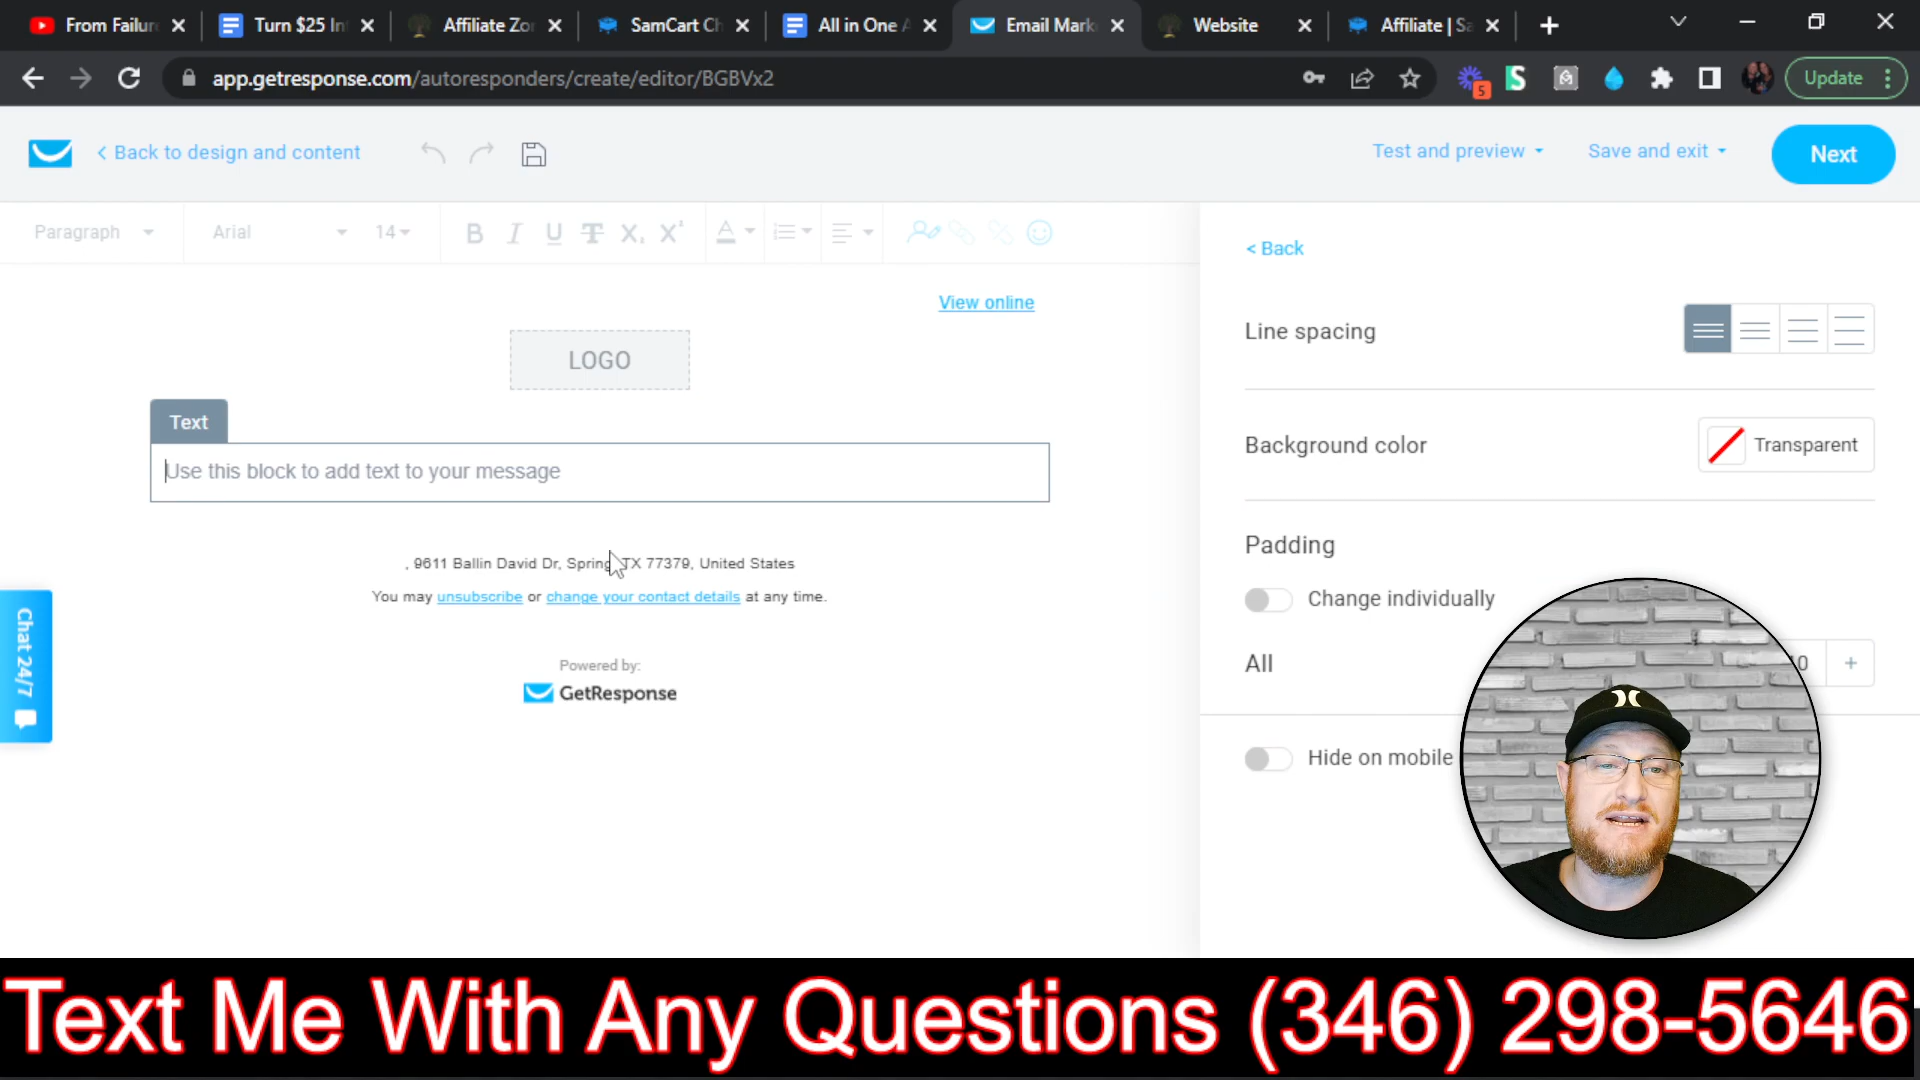 From Failur
Turn $25 In
Affiliate Zo
SamCart Ch
All in One A
Email Mark
Website
Affiliate | Sa
app.getresponse.com/autoresponders/create/editor/BGBVx2
5
Update
< Back to design and content
Test and preview
Save and exit
Next
Paragraph
Arial
14
View online
LOGO
Text
Use this block to add text to your message
, 9611 Ballin David Dr, Spring, TX 77379, United States
You may unsubscribe or change your contact details at any time.
Powered by:
GetResponse
Chat 24/7
< Back
Line spacing
Background color
Transparent
Padding
Change individually
All
Hide on mobile
Text Me With Any Questions (346) 298-5646